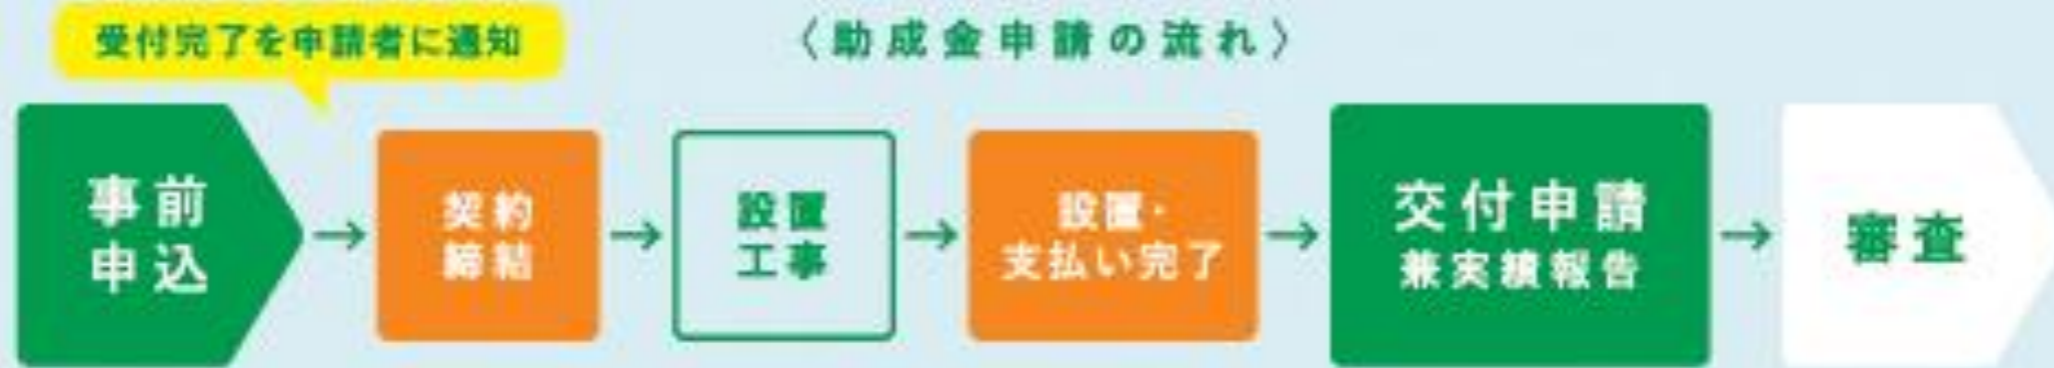 受付完了を申請者に通知
〈助成金申請の流れ〉
事前
申込
→
契約
締結
→
設置
工事
→
設置・
支払い完了
→
交付申請
兼実績報告
→
審査